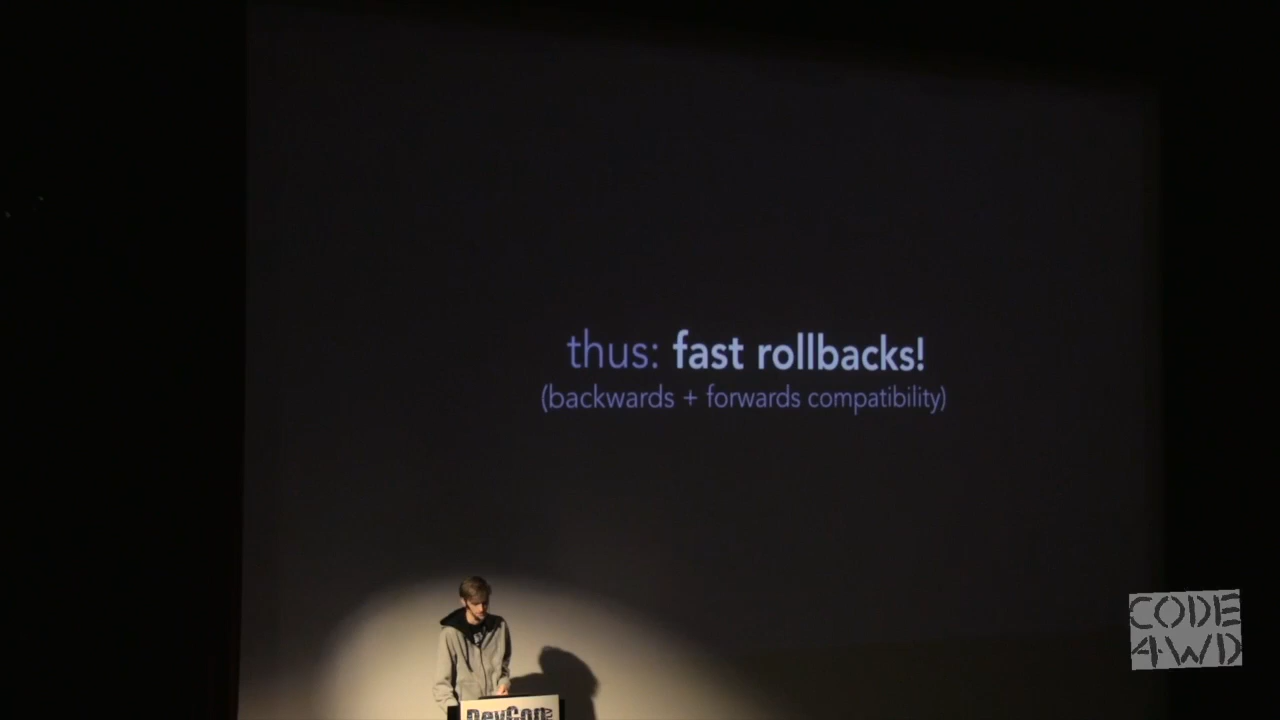 thus: fast rollbacks!
(backwards + forwards compatibility)
CODE
4WD